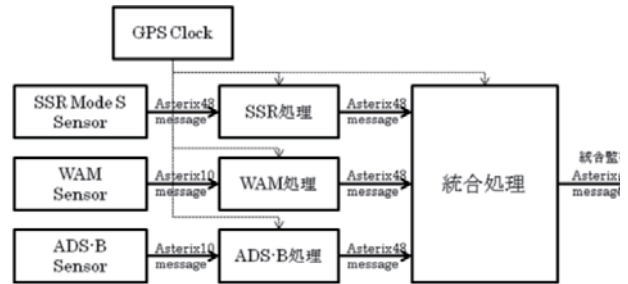 GPS Clock
SSR Mode S
Sensor
Asterix48
message
SSR処理
Asterix48
message
WAM
Sensor
Asterix10
message
WAM処理
Asterix48
message
統合処理
ADS-B
Sensor
Asterix10
message
ADS-B処理
Asterix48
message
統合監
Asterix
message